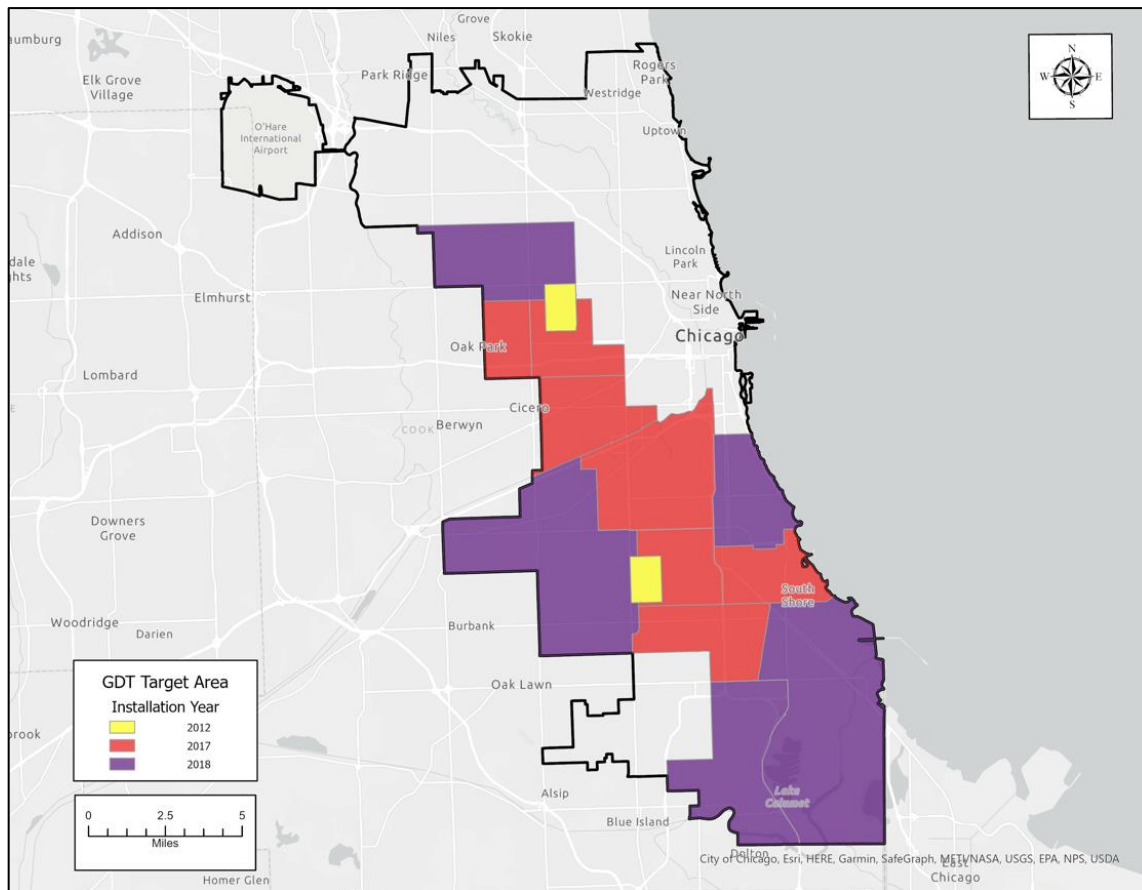 Grove
Niles
Skokie
aumburg
Elk Grove
Village
Park Ridge
Rogers
Park
Westridge
O'Hare
International
Airport
Uptown
N
W
E
S
Addison
Lincoln
Park
dale
ghts
Elmhurst
Near North
Side
Chicago
Oak Park
Lombard
Cicero
Berwyn
COOK
Downers
Grove
South
Shore
Woodridge
Darien
Burbank
Oak Lawn
GDT Target Area
Installation Year
2012
2017
2018
brook
0
2.5
5
Miles
Alsip
Lake
Calumet
Blue Island
Dolton
City of Chicago, Esri, HERE, Garmin, SafeGraph, METI/NASA, USGS, EPA, NPS, USDA
East
Chicago
Homer Glen